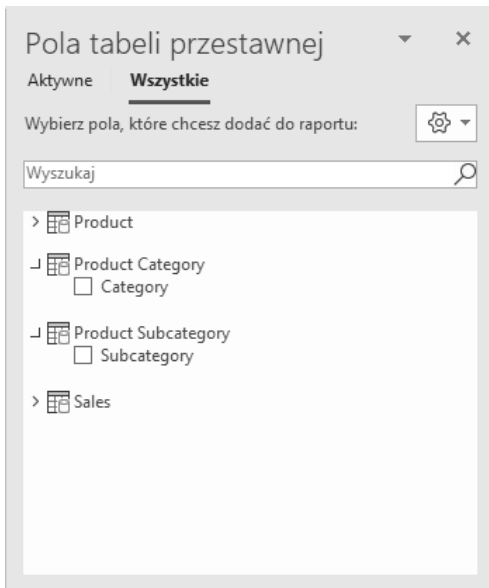 Pola tabeli przestawnej
Aktywne Wszystkie
Wybierz pola, które chcesz dodać do raportu:
Wyszukaj
Product
Product Category
Category
Product Subcategory
Subcategory
Sales